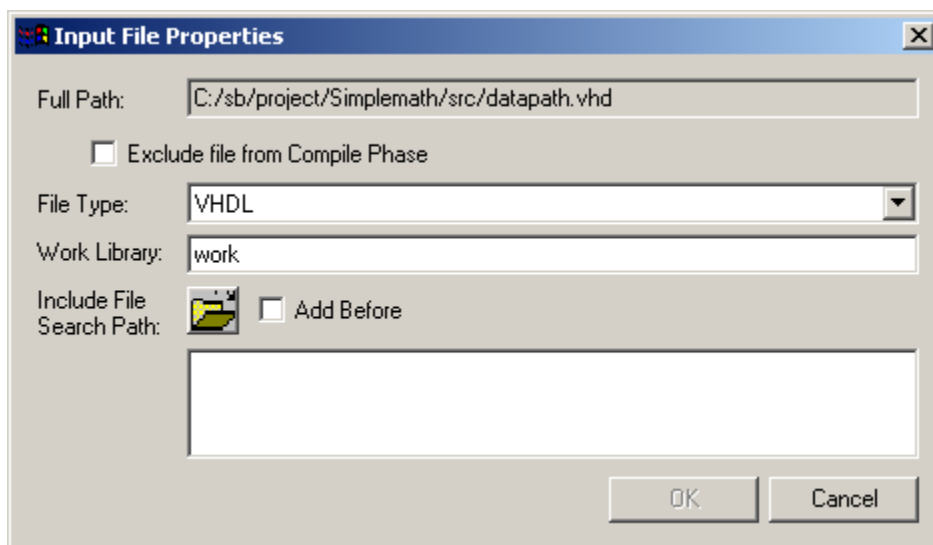 Input File Properties
Full Path: C:/sb/project/Simplemath/src/datapath.vhd
Exclude file from Compile Phase
File Type: VHDL
Work Library: work
Include File
Search Path:
Add Before
OK Cancel